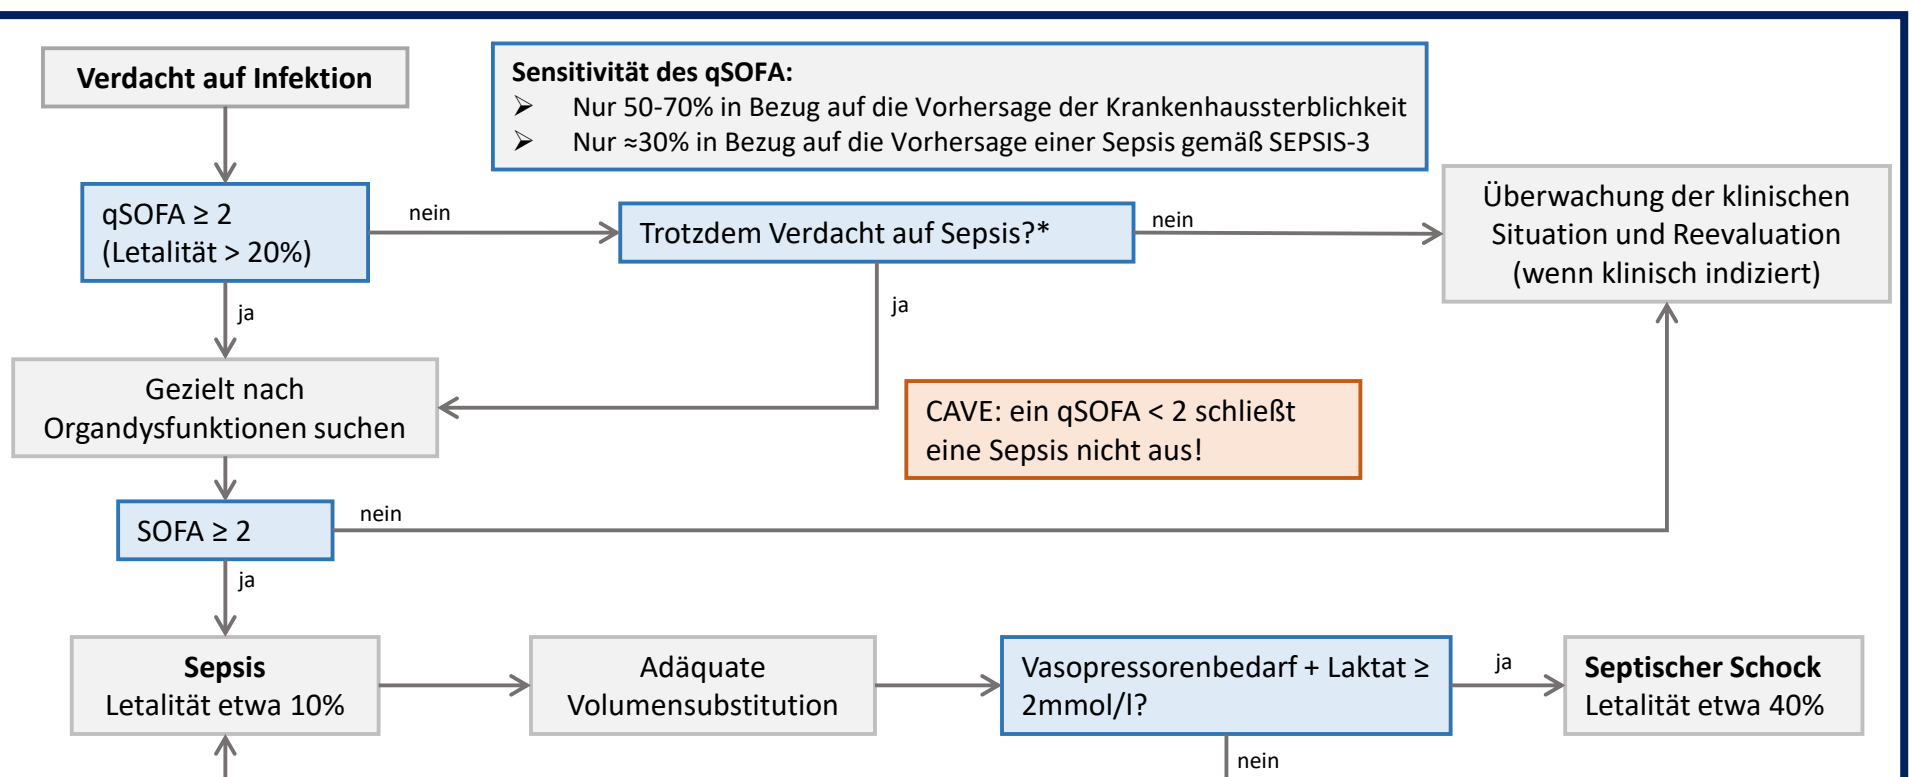 Verdacht auf Infektion
Sensitivität des qSOFA:
➢ Nur 50-70% in Bezug auf die Vorhersage der Krankenhaussterblichkeit
➢ Nur ≈30% in Bezug auf die Vorhersage einer Sepsis gemäß SEPSIS-3
qSOFA ≥ 2
(Letalität > 20%)
nein
Trotzdem Verdacht auf Sepsis?*
nein
Überwachung der klinischen
Situation und Reevaluation
(wenn klinisch indiziert)
ja
ja
Gezielt nach
Organdysfunktionen suchen
CAVE: ein qSOFA < 2 schließt
eine Sepsis nicht aus!
SOFA ≥ 2
nein
ja
Sepsis
Letalität etwa 10%
Adäquate
Volumensubstitution
Vasopressorenbedarf + Laktat ≥
2mmol/l?
ja
Septischer Schock
Letalität etwa 40%
nein